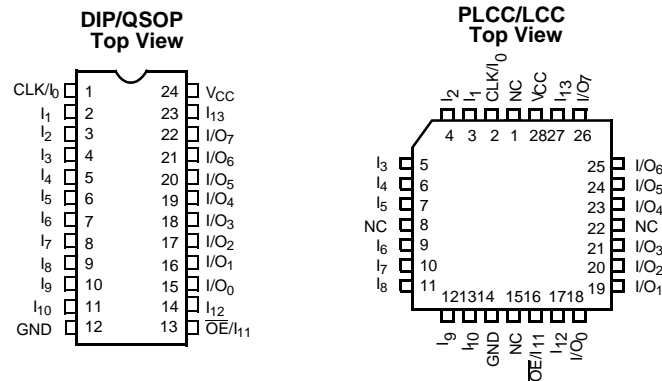 DIP/QSOP
Top View
CLK/I0 1 24 VCC
I1 2 23 I13
I2 3 22 I/O7
I3 4 21 I/O6
I4 5 20 I/O5
I5 6 19 I/O4
I6 7 18 I/O3
I7 8 17 I/O2
I8 9 16 I/O1
I9 10 15 I/O0
I10 11 14 I12
GND 12 13 OE/I11
PLCC/LCC
Top View
I2 I1 CLK/I0 NC VCC I13 I/O7
4 3 2 1 28 27 26
I3 5 25 I/O6
I4 6 24 I/O5
I5 7 23 I/O4
NC 8 22 NC
I6 9 21 I/O3
I7 10 20 I/O2
I8 11 19 I/O1
12 13 14 15 16 17 18
I9 I10 GND NC OE/I11 I12 I/O0